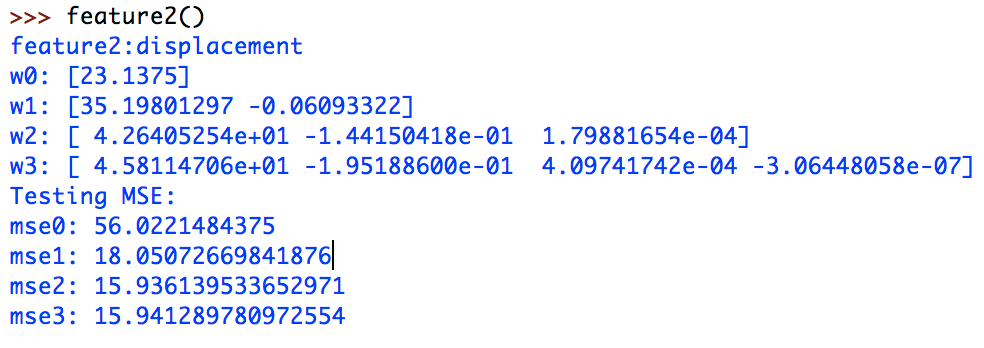 >>> feature2()
feature2:displacement
w0: [23.1375]
w1: [35.19801297 -0.06093322]
w2: [ 4.26405254e+01 -1.44150418e-01  1.79881654e-04]
w3: [ 4.58114706e+01 -1.95188600e-01  4.09741742e-04 -3.06448058e-07]
Testing MSE:
mse0: 56.0221484375
mse1: 18.05072669841876
mse2: 15.936139533652971
mse3: 15.941289780972554